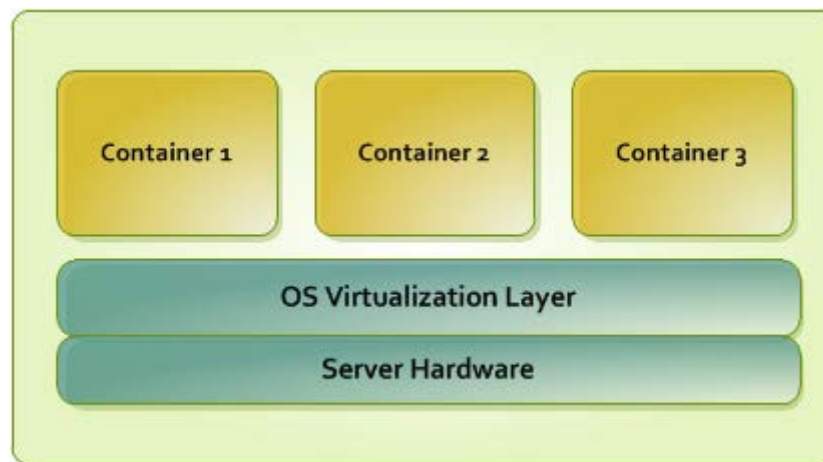 Container 1
Container 2
Container 3
OS Virtualization Layer
Server Hardware